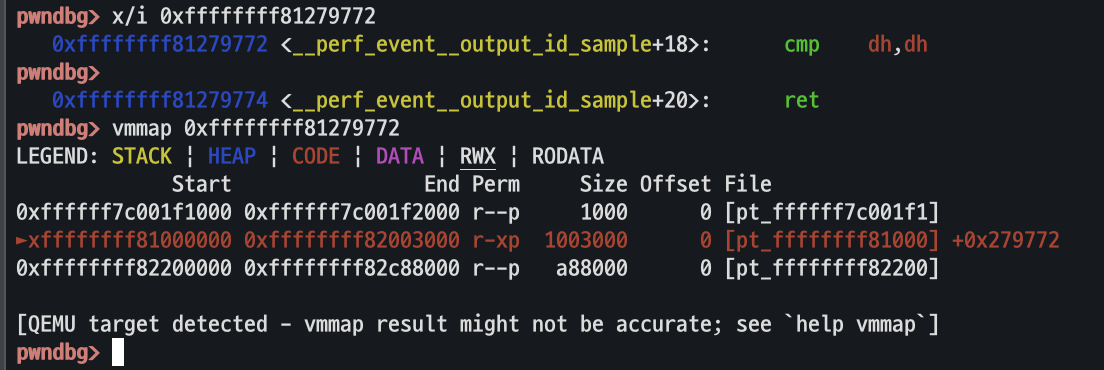 pwndbg> x/i 0xffffffff81279772
   0xffffffff81279772 <__perf_event__output_id_sample+18>:      cmp    dh,dh
pwndbg>
   0xffffffff81279774 <__perf_event__output_id_sample+20>:      ret
pwndbg> vmmap 0xffffffff81279772
LEGEND: STACK | HEAP | CODE | DATA | RWX | RODATA
             Start                End Perm     Size Offset File
0xffffff7c001f1000 0xffffff7c001f2000 r--p     1000      0 [pt_ffffff7c001f1]
►xffffffff81000000 0xffffffff82003000 r-xp  1003000      0 [pt_ffffffff81000] +0x279772
0xffffffff82200000 0xffffffff82c88000 r--p   a88000      0 [pt_ffffffff82200]
[QEMU target detected - vmmap result might not be accurate; see `help vmmap`]
pwndbg>